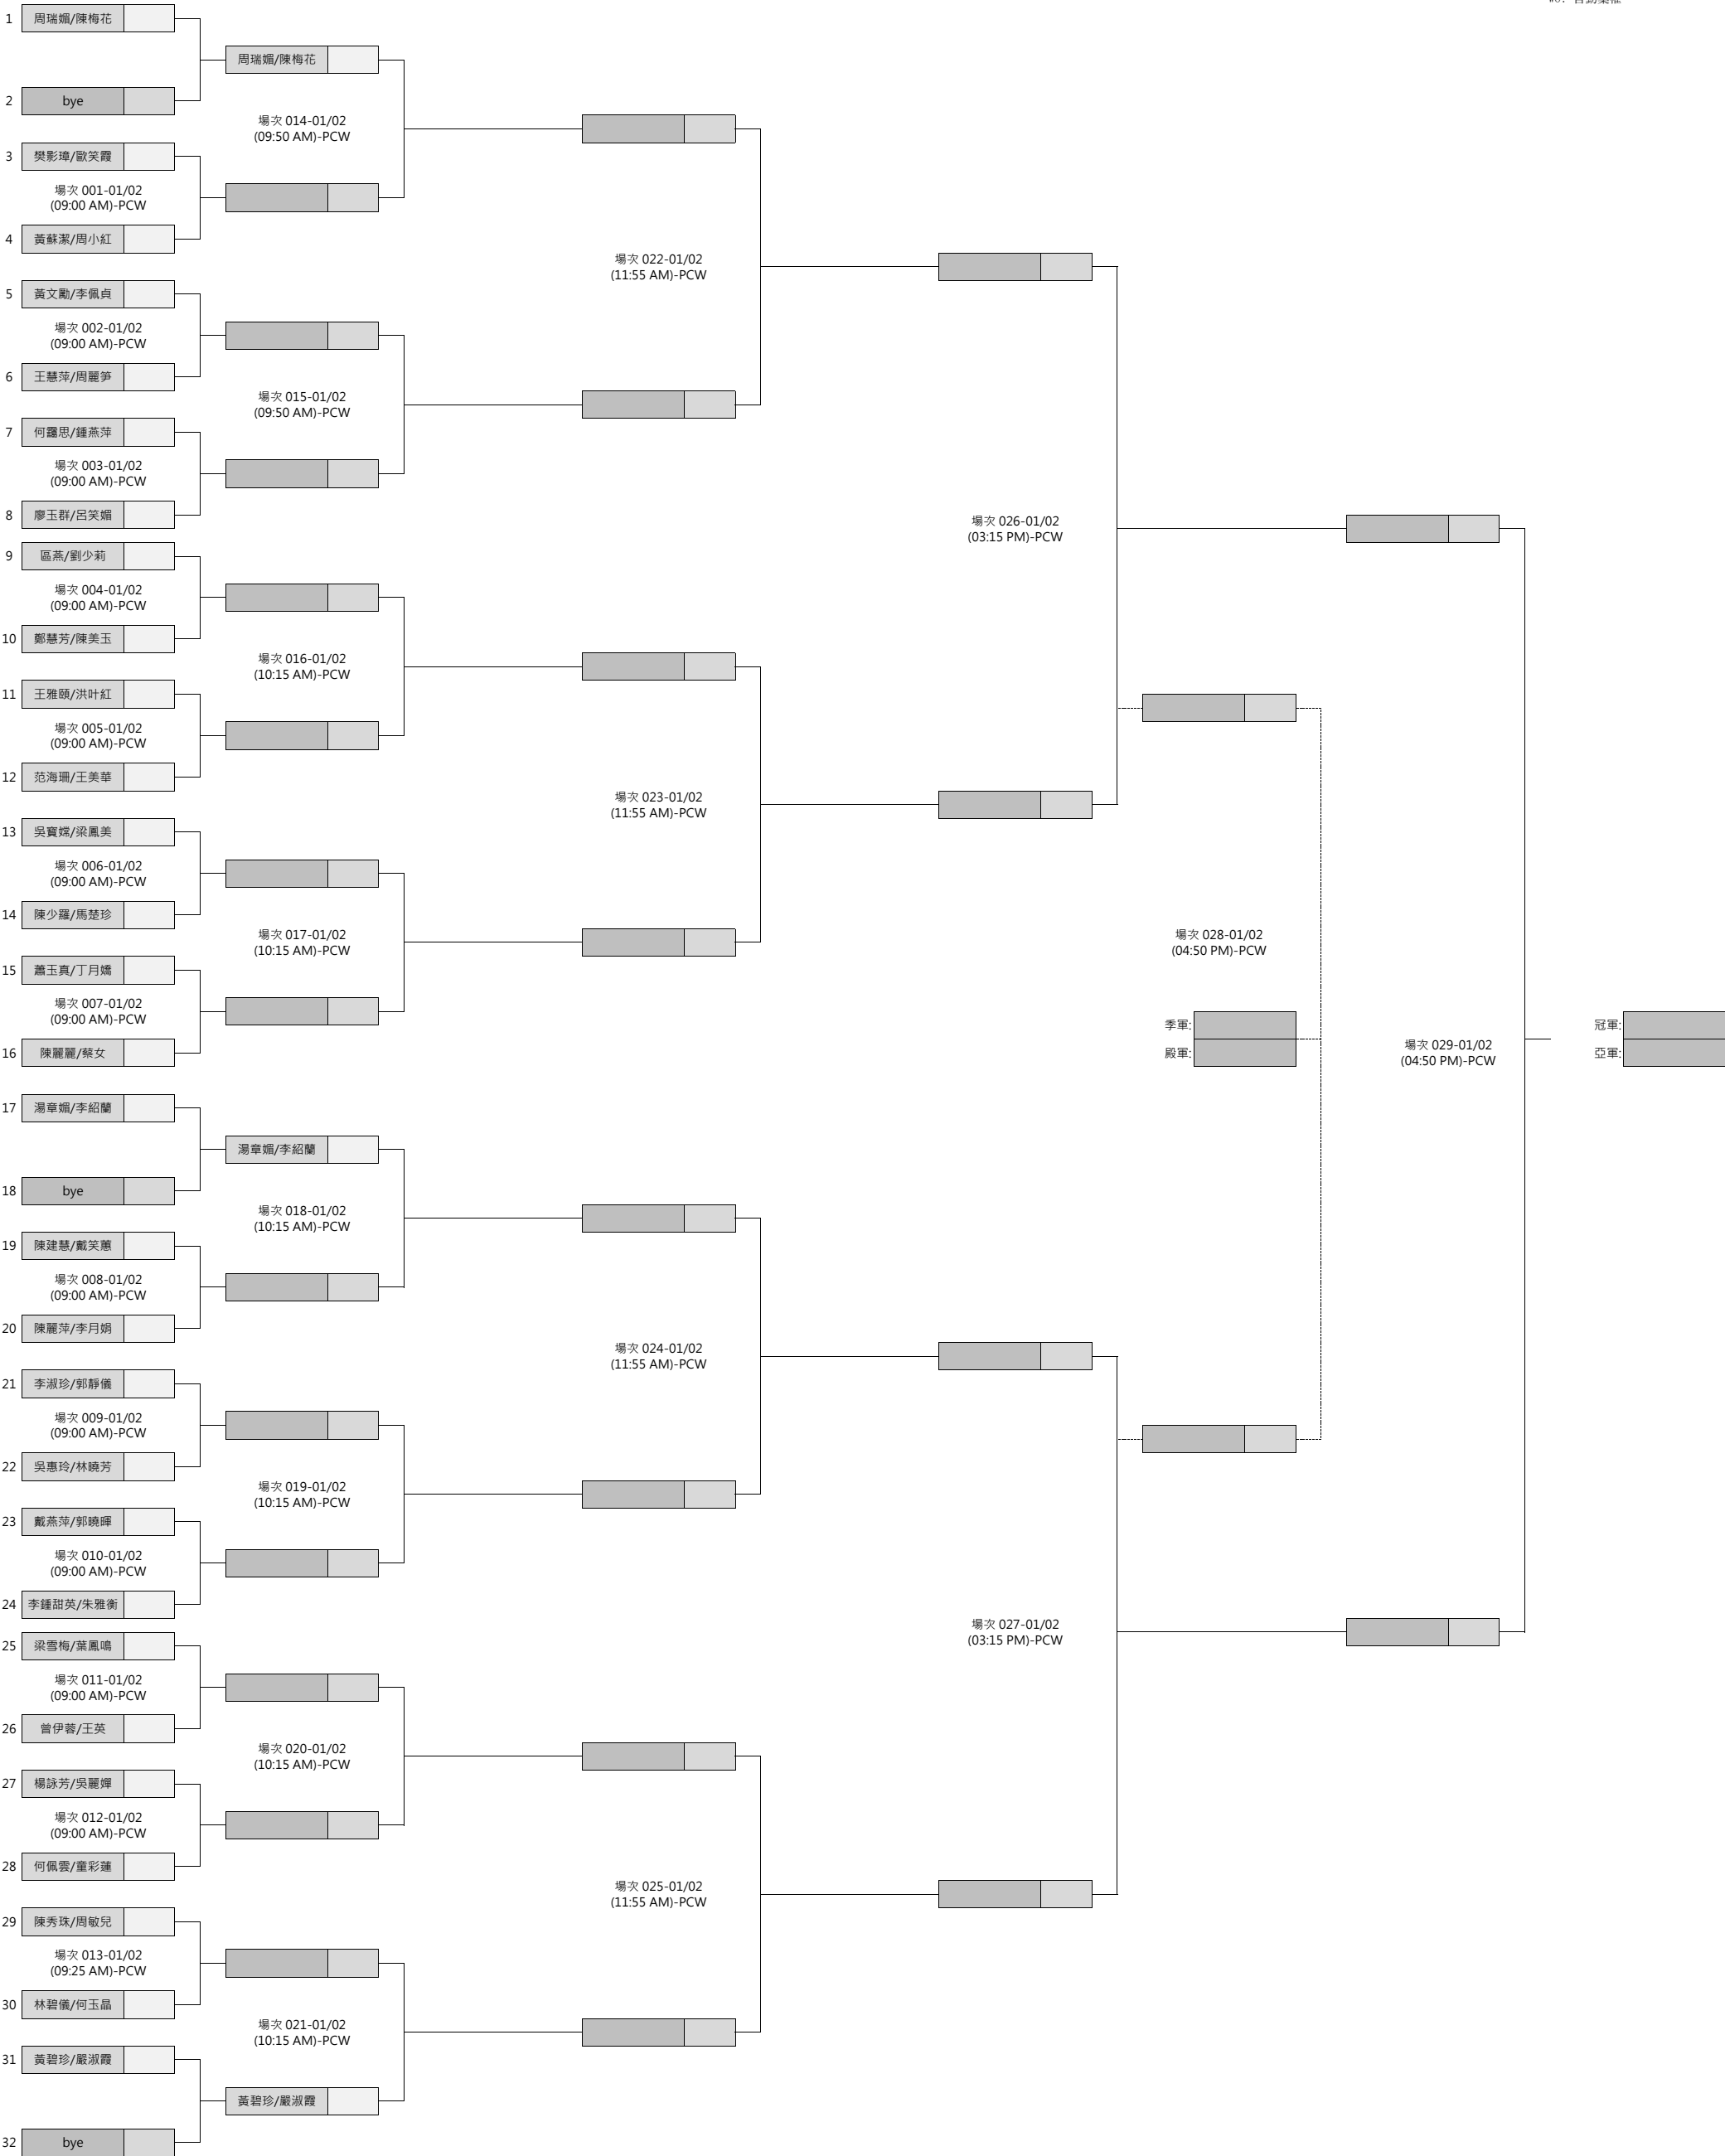 1 周瑞媚/陳梅花
周瑞媚/陳梅花
2 bye
場次 014-01/02
(09:50 AM)-PCW
3 樊影璋/歐笑霞
場次 001-01/02
(09:00 AM)-PCW
4 黃蘇潔/周小紅
場次 022-01/02
(11:55 AM)-PCW
5 黃文勵/李佩貞
場次 002-01/02
(09:00 AM)-PCW
6 王慧萍/周麗笋
場次 015-01/02
(09:50 AM)-PCW
7 何靄思/鍾燕萍
場次 003-01/02
(09:00 AM)-PCW
8 廖玉群/呂笑媚
場次 026-01/02
(03:15 PM)-PCW
9 區燕/劉少莉
場次 004-01/02
(09:00 AM)-PCW
10 鄭慧芳/陳美玉
場次 016-01/02
(10:15 AM)-PCW
11 王雅頤/洪叶紅
場次 005-01/02
(09:00 AM)-PCW
12 范海珊/王美華
場次 023-01/02
(11:55 AM)-PCW
13 吳寶嫦/梁鳳美
場次 006-01/02
(09:00 AM)-PCW
14 陳少羅/馬楚珍
場次 017-01/02
(10:15 AM)-PCW
場次 028-01/02
(04:50 PM)-PCW
15 蕭玉真/丁月嬌
場次 007-01/02
(09:00 AM)-PCW
季軍:
冠軍:
16 陳麗麗/蔡女
殿軍:
場次 029-01/02
(04:50 PM)-PCW
亞軍:
17 湯章媚/李紹蘭
湯章媚/李紹蘭
18 bye
場次 018-01/02
(10:15 AM)-PCW
19 陳建慧/戴笑蕙
場次 008-01/02
(09:00 AM)-PCW
20 陳麗萍/李月娟
場次 024-01/02
(11:55 AM)-PCW
21 李淑珍/郭靜儀
場次 009-01/02
(09:00 AM)-PCW
22 吳惠玲/林曉芳
場次 019-01/02
(10:15 AM)-PCW
23 戴燕萍/郭曉暉
場次 010-01/02
(09:00 AM)-PCW
24 李鍾甜英/朱雅衡
場次 027-01/02
(03:15 PM)-PCW
25 梁雪梅/葉鳳鳴
場次 011-01/02
(09:00 AM)-PCW
26 曾伊蓉/王英
場次 020-01/02
(10:15 AM)-PCW
27 楊詠芳/吳麗嬋
場次 012-01/02
(09:00 AM)-PCW
28 何佩雲/童彩蓮
場次 025-01/02
(11:55 AM)-PCW
29 陳秀珠/周敏兒
場次 013-01/02
(09:25 AM)-PCW
30 林碧儀/何玉晶
場次 021-01/02
(10:15 AM)-PCW
31 黃碧珍/嚴淑霞
黃碧珍/嚴淑霞
32 bye